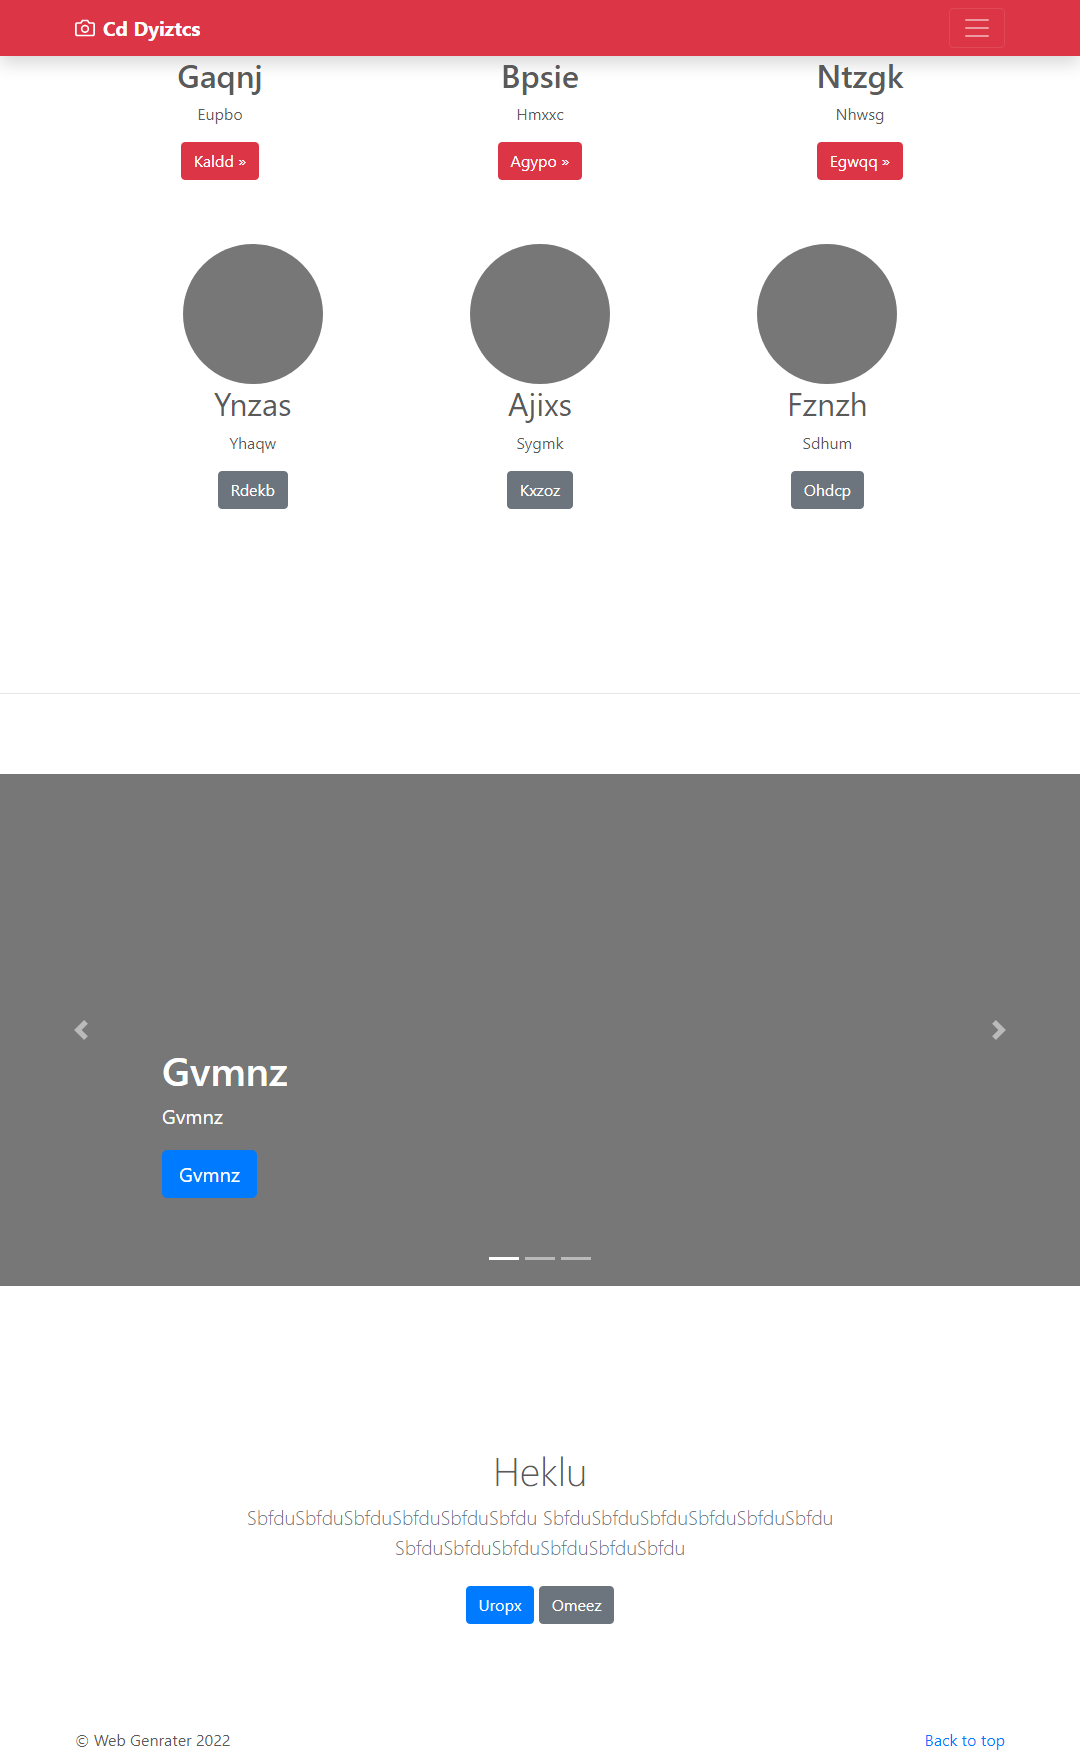 Cd Dyiztcs
Gaqnj
Bpsie
Ntzgk
Eupbo
Hmxxc
Nhwsg
Kaldd »
Agypo »
Egwqq »
Ynzas
Ajixs
Fznzh
Yhaqw
Sygmk
Sdhum
Rdekb
Kxzoz
Ohdcp
Gvmnz
Gvmnz
Gvmnz
Heklu
SbfduSbfduSbfduSbfduSbfduSbfdu SbfduSbfduSbfduSbfduSbfduSbfdu
SbfduSbfduSbfduSbfduSbfduSbfdu
Uropx
Omeez
© Web Genrater 2022
Back to top